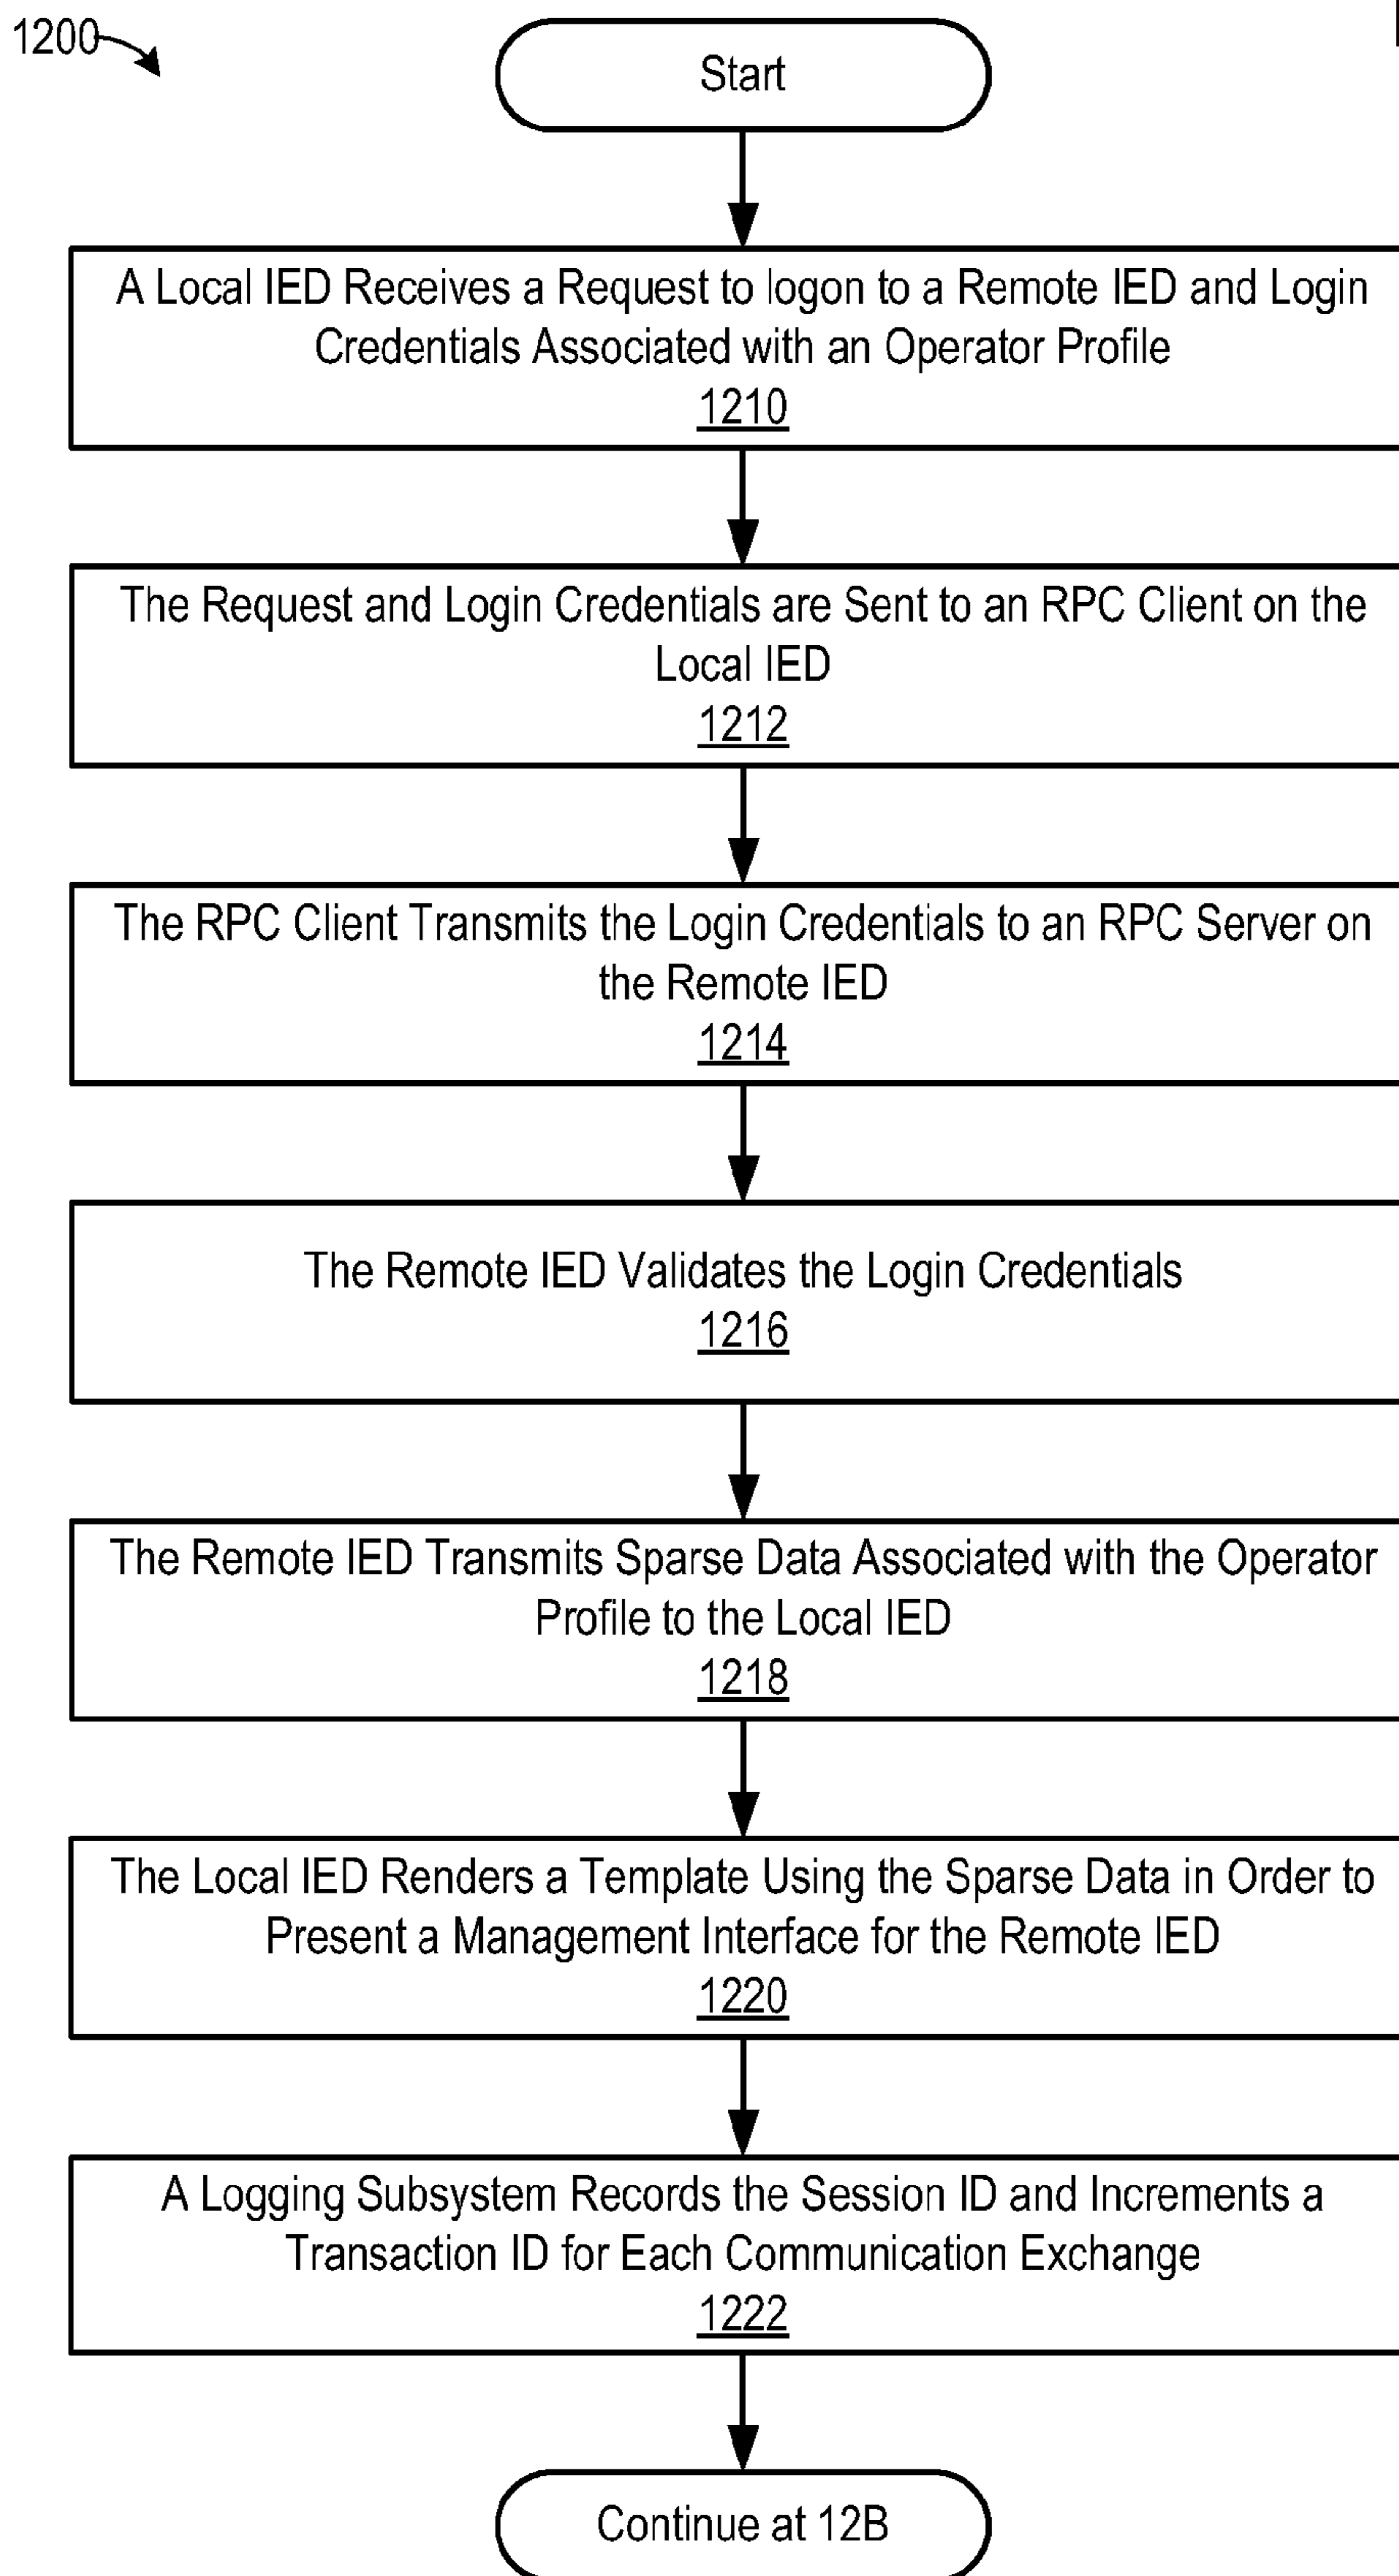 1200
Start
A Local IED Receives a Request to logon to a Remote IED and Login
Credentials Associated with an Operator Profile
1210
The Request and Login Credentials are Sent to an RPC Client on the
Local IED
1212
The RPC Client Transmits the Login Credentials to an RPC Server on
the Remote IED
1214
The Remote IED Validates the Login Credentials
1216
The Remote IED Transmits Sparse Data Associated with the Operator
Profile to the Local IED
1218
The Local IED Renders a Template Using the Sparse Data in Order to
Present a Management Interface for the Remote IED
1220
A Logging Subsystem Records the Session ID and Increments a
Transaction ID for Each Communication Exchange
1222
Continue at 12B